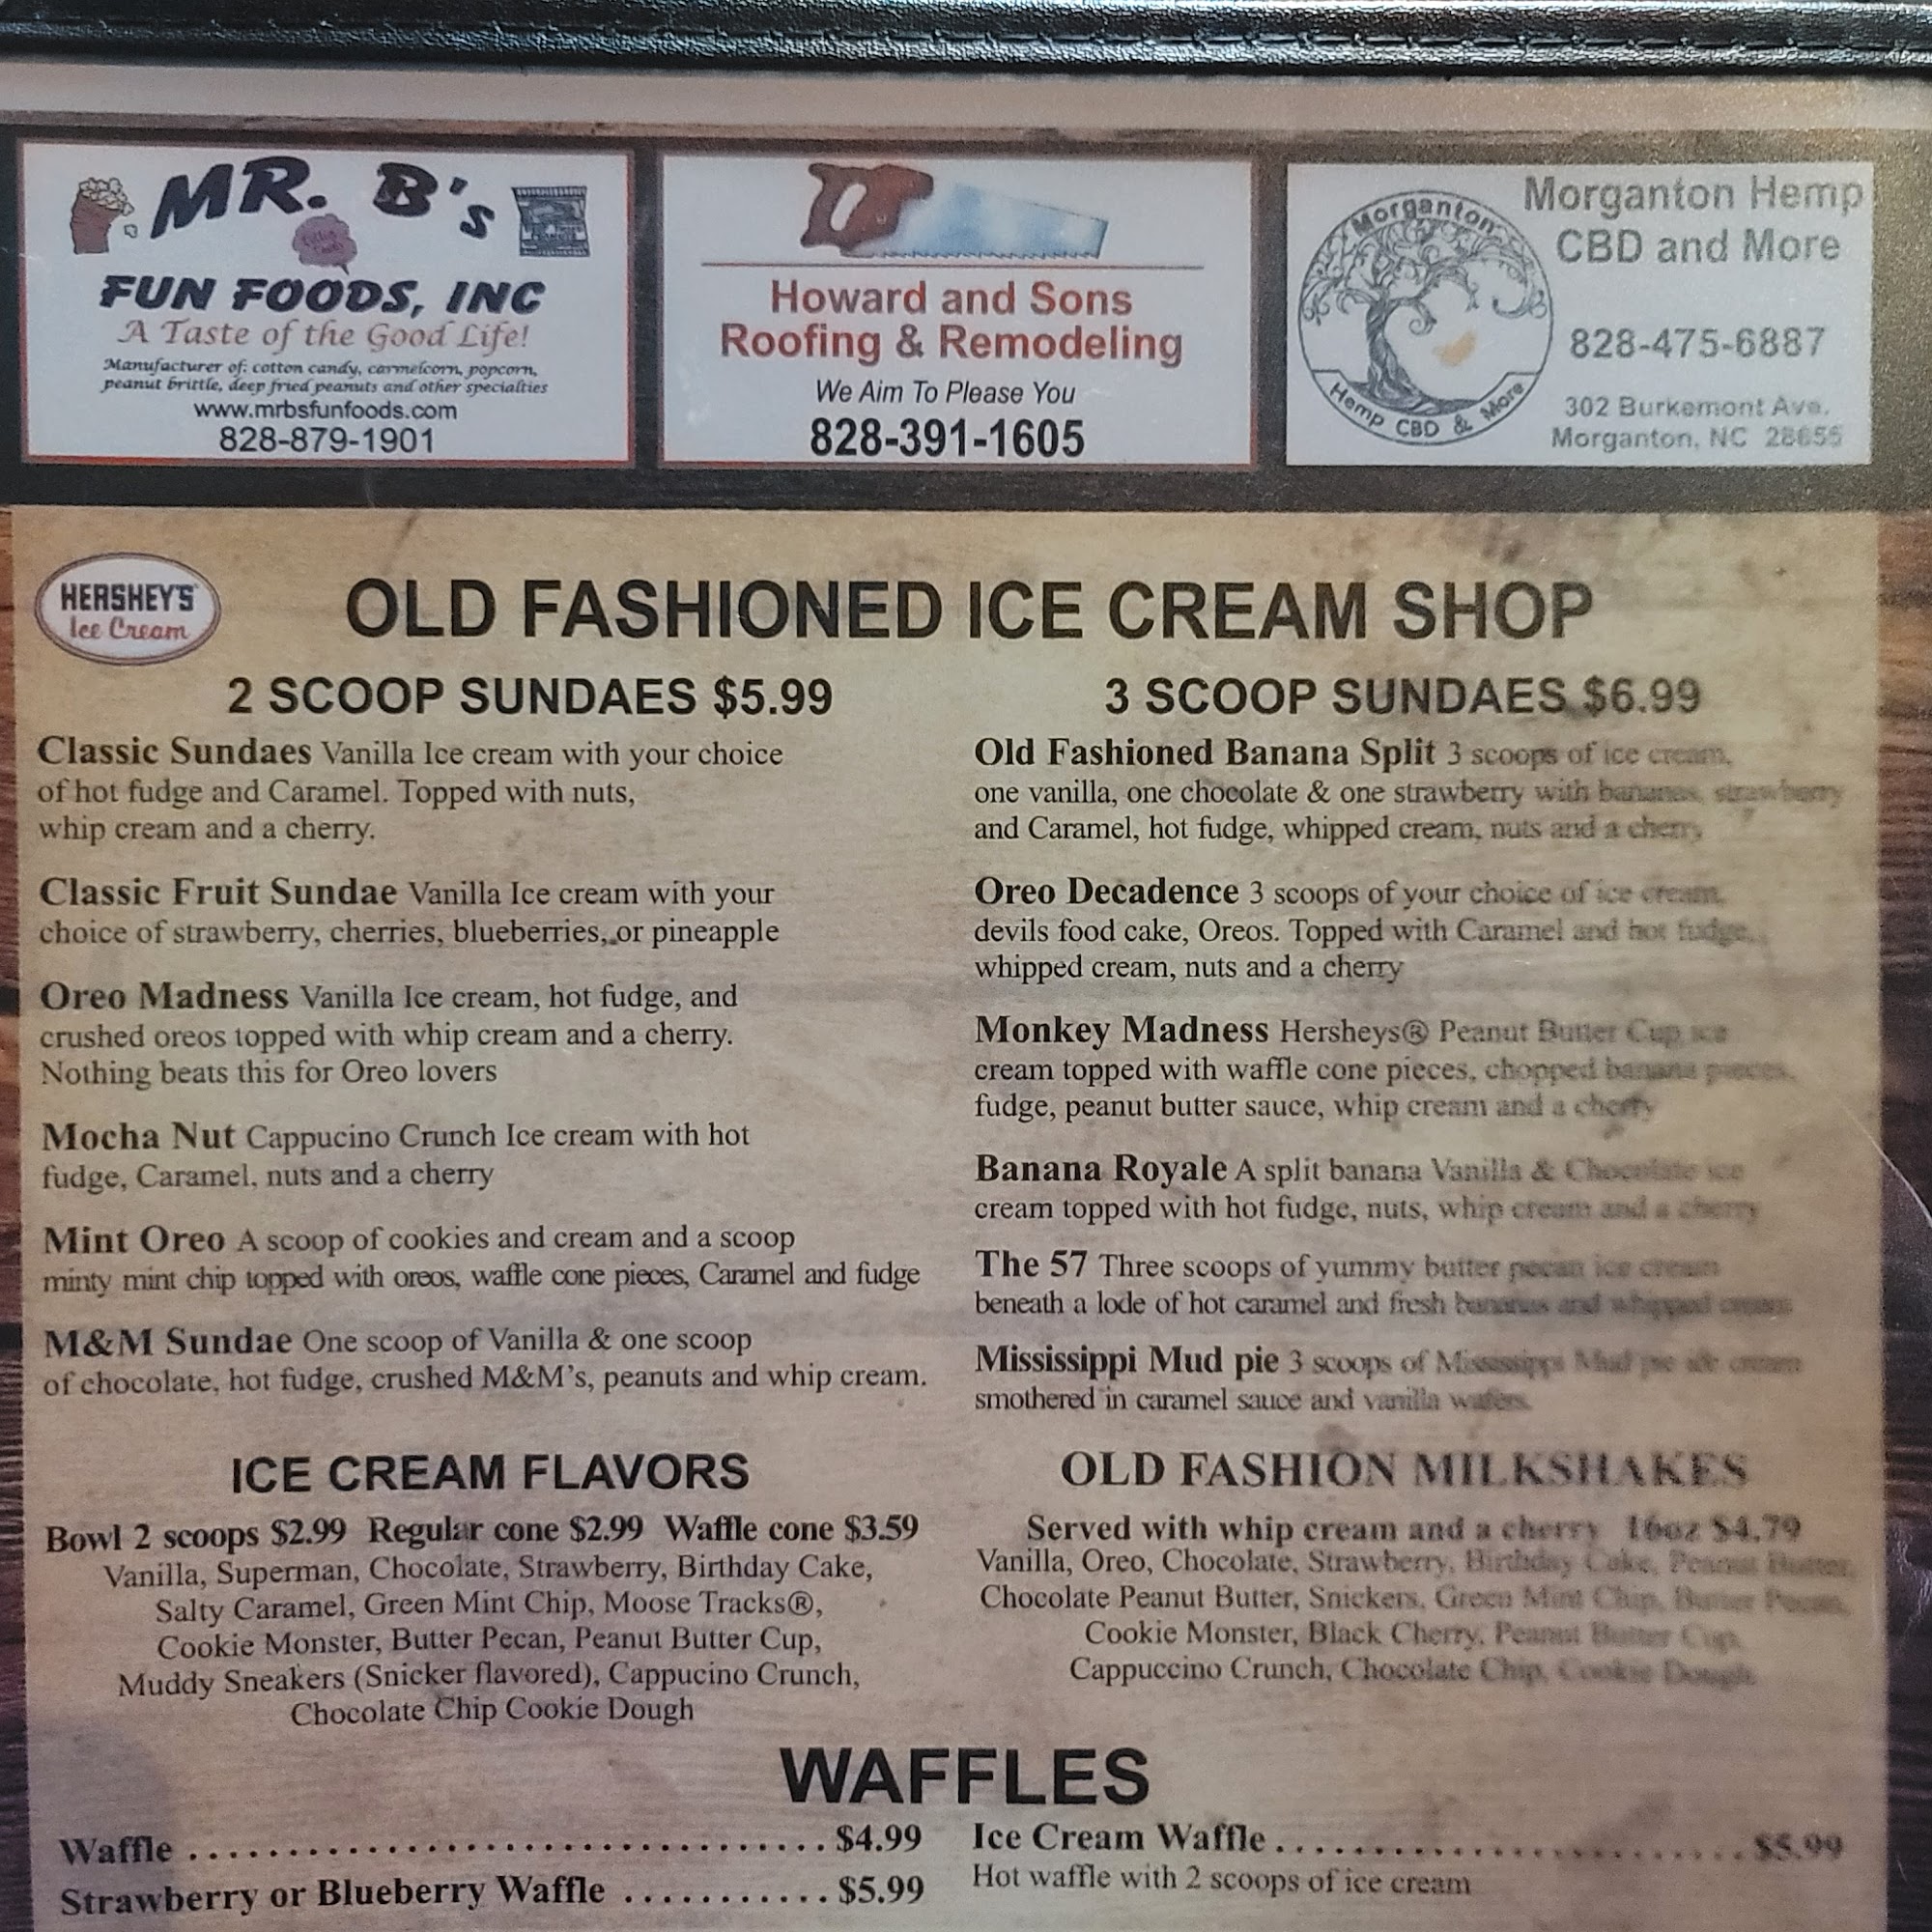 MR. B's
FUN FOODS, INC
A Taste of the Good Life!
Manufacturer of: cotton candy, carmelcorn, popcorn,
peanut brittle, deep fried peanuts and other specialties
www.mrbsfunfoods.com
828-879-1901
Howard and Sons
Roofing & Remodeling
We Aim To Please You
828-391-1605
Morganton
Hemp CBD & More
Morganton Hemp
CBD and More
828-475-6887
302 Burkemont Ave.
Morganton, NC 28655
HERSHEY'S
Ice Cream
OLD FASHIONED ICE CREAM SHOP
2 SCOOP SUNDAES $5.99
Classic Sundaes Vanilla Ice cream with your choice
of hot fudge and Caramel. Topped with nuts,
whip cream and a cherry.
Classic Fruit Sundae Vanilla Ice cream with your
choice of strawberry, cherries, blueberries, or pineapple
Oreo Madness Vanilla Ice cream, hot fudge, and
crushed oreos topped with whip cream and a cherry.
Nothing beats this for Oreo lovers
Mocha Nut Cappucino Crunch Ice cream with hot
fudge, Caramel, nuts and a cherry
Mint Oreo A scoop of cookies and cream and a scoop
minty mint chip topped with oreos, waffle cone pieces, Caramel and fudge
M&M Sundae One scoop of Vanilla & one scoop
of chocolate, hot fudge, crushed M&M's, peanuts and whip cream.
3 SCOOP SUNDAES $6.99
Old Fashioned Banana Split 3 scoops of ice cream,
one vanilla, one chocolate & one strawberry with bananas, strawberry
and Caramel, hot fudge, whipped cream, nuts and a cherry
Oreo Decadence 3 scoops of your choice of ice cream,
devils food cake, Oreos. Topped with Caramel and hot fudge,
whipped cream, nuts and a cherry
Monkey Madness Hersheys® Peanut Butter Cup ice
cream topped with waffle cone pieces, chopped banana pieces,
fudge, peanut butter sauce, whip cream and a cherry
Banana Royale A split banana Vanilla & Chocolate ice
cream topped with hot fudge, nuts, whip cream and a cherry
The 57 Three scoops of yummy butter pecan ice cream
beneath a lode of hot caramel and fresh bananas and whipped cream
Mississippi Mud pie 3 scoops of Mississippi Mud pie ice cream
smothered in caramel sauce and vanilla wafers.
ICE CREAM FLAVORS
Bowl 2 scoops $2.99 Regular cone $2.99 Waffle cone $3.59
Vanilla, Superman, Chocolate, Strawberry, Birthday Cake,
Salty Caramel, Green Mint Chip, Moose Tracks®,
Cookie Monster, Butter Pecan, Peanut Butter Cup,
Muddy Sneakers (Snicker flavored), Cappucino Crunch,
Chocolate Chip Cookie Dough
OLD FASHION MILKSHAKES
Served with whip cream and a cherry 16oz $4.79
Vanilla, Oreo, Chocolate, Strawberry, Birthday Cake, Peanut Butter,
Chocolate Peanut Butter, Snickers, Green Mint Chip, Butter Pecan,
Cookie Monster, Black Cherry, Peanut Butter Cup,
Cappuccino Crunch, Chocolate Chip, Cookie Dough
WAFFLES
Waffle ................................ $4.99
Strawberry or Blueberry Waffle ........... $5.99
Ice Cream Waffle ............................ $5.99
Hot waffle with 2 scoops of ice cream